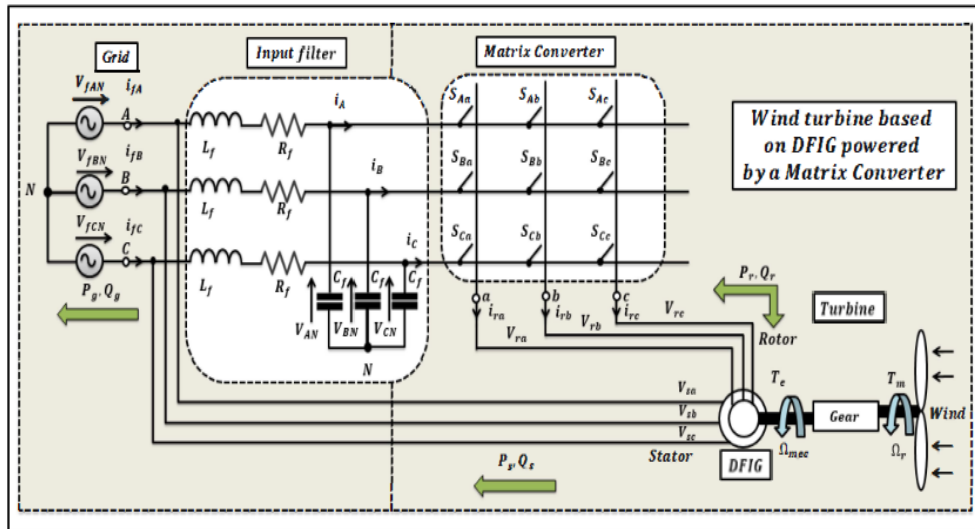 Grid
Input filter
Matrix Converter
V_fAN i_fA
A
L_f R_f
i_A
S_Aa S_Ab S_Ac
V_fBN i_fB
N
B
L_f R_f
i_B
S_Ba S_Bb S_Bc
V_fCN i_fC
C
L_f R_f
i_C
S_Ca S_Cb S_Cc
Wind turbine based
on DFIG powered
by a Matrix Converter
P_g, Q_g
C_f C_f C_f
V_AN V_BN V_CN
N
a b c
i_ra i_rb i_rc
V_ra V_rb V_rc
P_r, Q_r
Rotor
Turbine
V_sa
V_sb
V_sc
Stator
DFIG
T_e
Ω_mec
Gear
T_m
Ω_r
Wind
P_s, Q_s